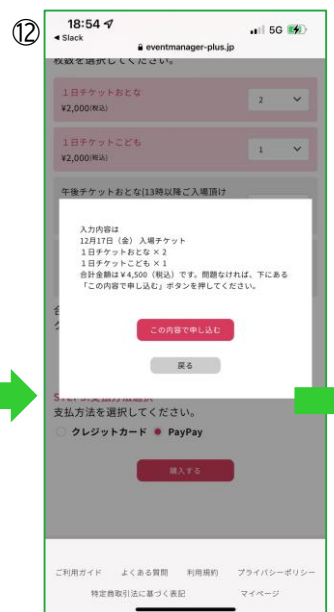 ⑫
18:54
5G
◀ Slack
eventmanager-plus.jp
枚数を選択してください。
1日チケットおとな
¥2,000(税込)
2
1日チケットこども
¥2,000(税込)
1
午後チケットおとな(13時以降ご入場頂け
入力内容は
12月17日（金） 入場チケット
1日チケットおとな × 2
1日チケットこども × 1
合計金額は￥4,500（税込）です。問題なければ、下にある
「この内容で申し込む」ボタンを押してください。
この内容で申し込む
戻る
支払方法を選択してください。
クレジットカード
PayPay
購入する
ご利用ガイド
よくある質問
利用規約
プライバシーポリシー
特定商取引法に基づく表記
マイページ